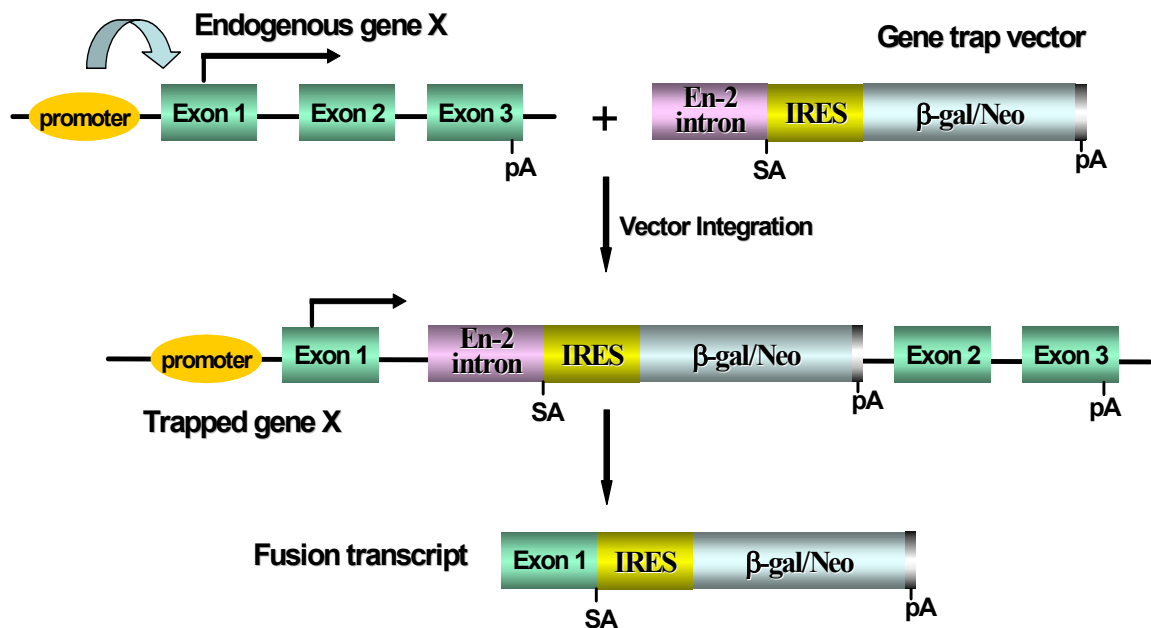 Endogenous gene X
Gene trap vector
promoter
Exon 1
Exon 2
Exon 3
pA
+
En-2
intron
IRES
β-gal/Neo
SA
pA
Vector Integration
promoter
Exon 1
En-2
intron
IRES
β-gal/Neo
Exon 2
Exon 3
SA
pA
pA
Trapped gene X
Fusion transcript
Exon 1
IRES
β-gal/Neo
SA
pA